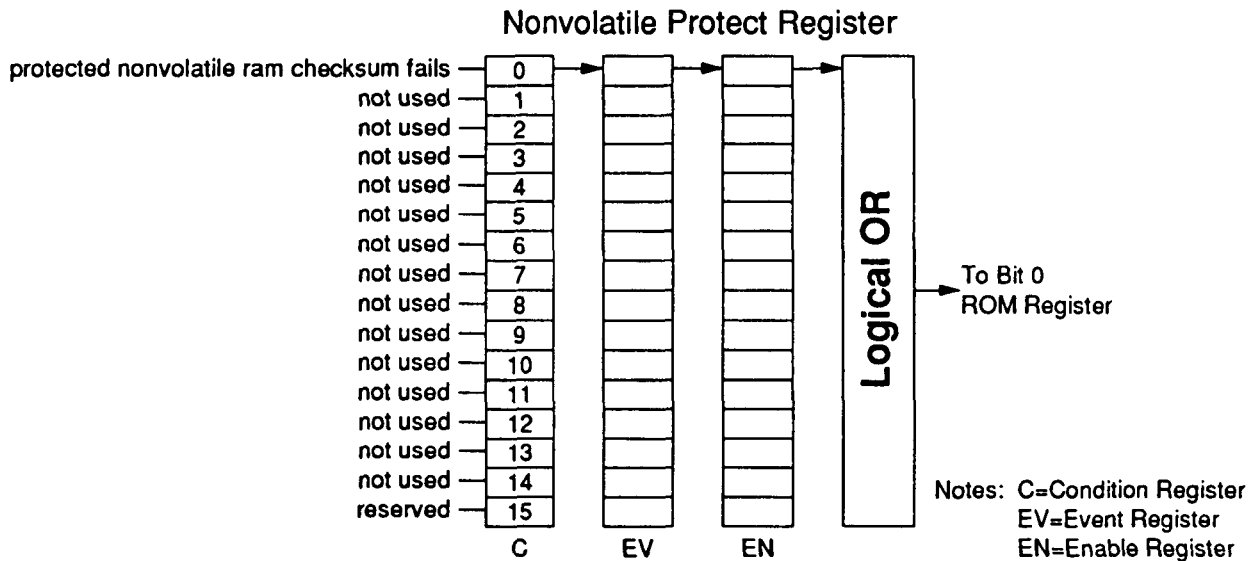 Nonvolatile Protect Register
protected nonvolatile ram checksum fails 0
not used 1
not used 2
not used 3
not used 4
not used 5
not used 6
not used 7
not used 8
not used 9
not used 10
not used 11
not used 12
not used 13
not used 14
reserved 15
C EV EN
Logical OR
To Bit 0
ROM Register
Notes: C=Condition Register
EV=Event Register
EN=Enable Register